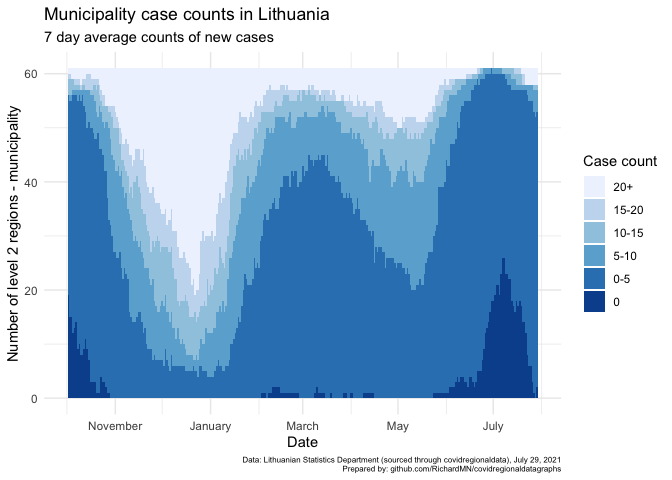 Municipality case counts in Lithuania
7 day average counts of new cases
Number of level 2 regions - municipality
60
40
20
0
November
January
March
May
July
Date
Case count
20+
15-20
10-15
5-10
0-5
0
Data: Lithuanian Statistics Department (sourced through covidregionaldata), July 29, 2021
Prepared by: github.com/RichardMN/covidregionaldatagraphs